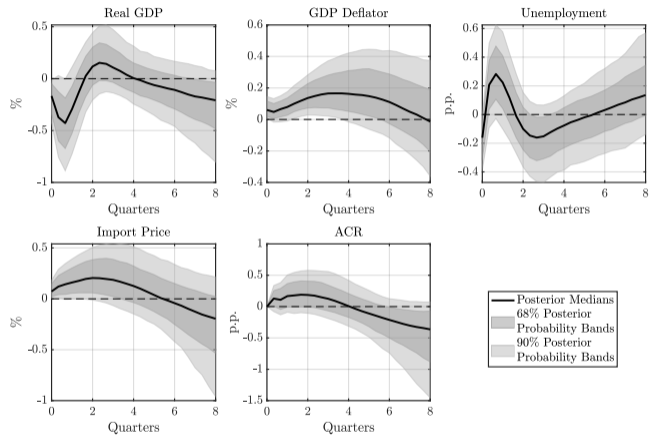 Real GDP
GDP Deflator
Unemployment
0.5
0
-0.5
-1
%
0 2 4 6 8
Quarters
0.6
0.4
0.2
0
-0.2
-0.4
%
0 2 4 6 8
Quarters
0.6
0.4
0.2
0
-0.2
-0.4
p.p.
0 2 4 6 8
Quarters
Import Price
ACR
0.5
0
-0.5
-1
%
0 2 4 6 8
Quarters
1
0.5
0
-0.5
-1
-1.5
p.p.
0 2 4 6 8
Quarters
Posterior Medians
68% Posterior
Probability Bands
90% Posterior
Probability Bands